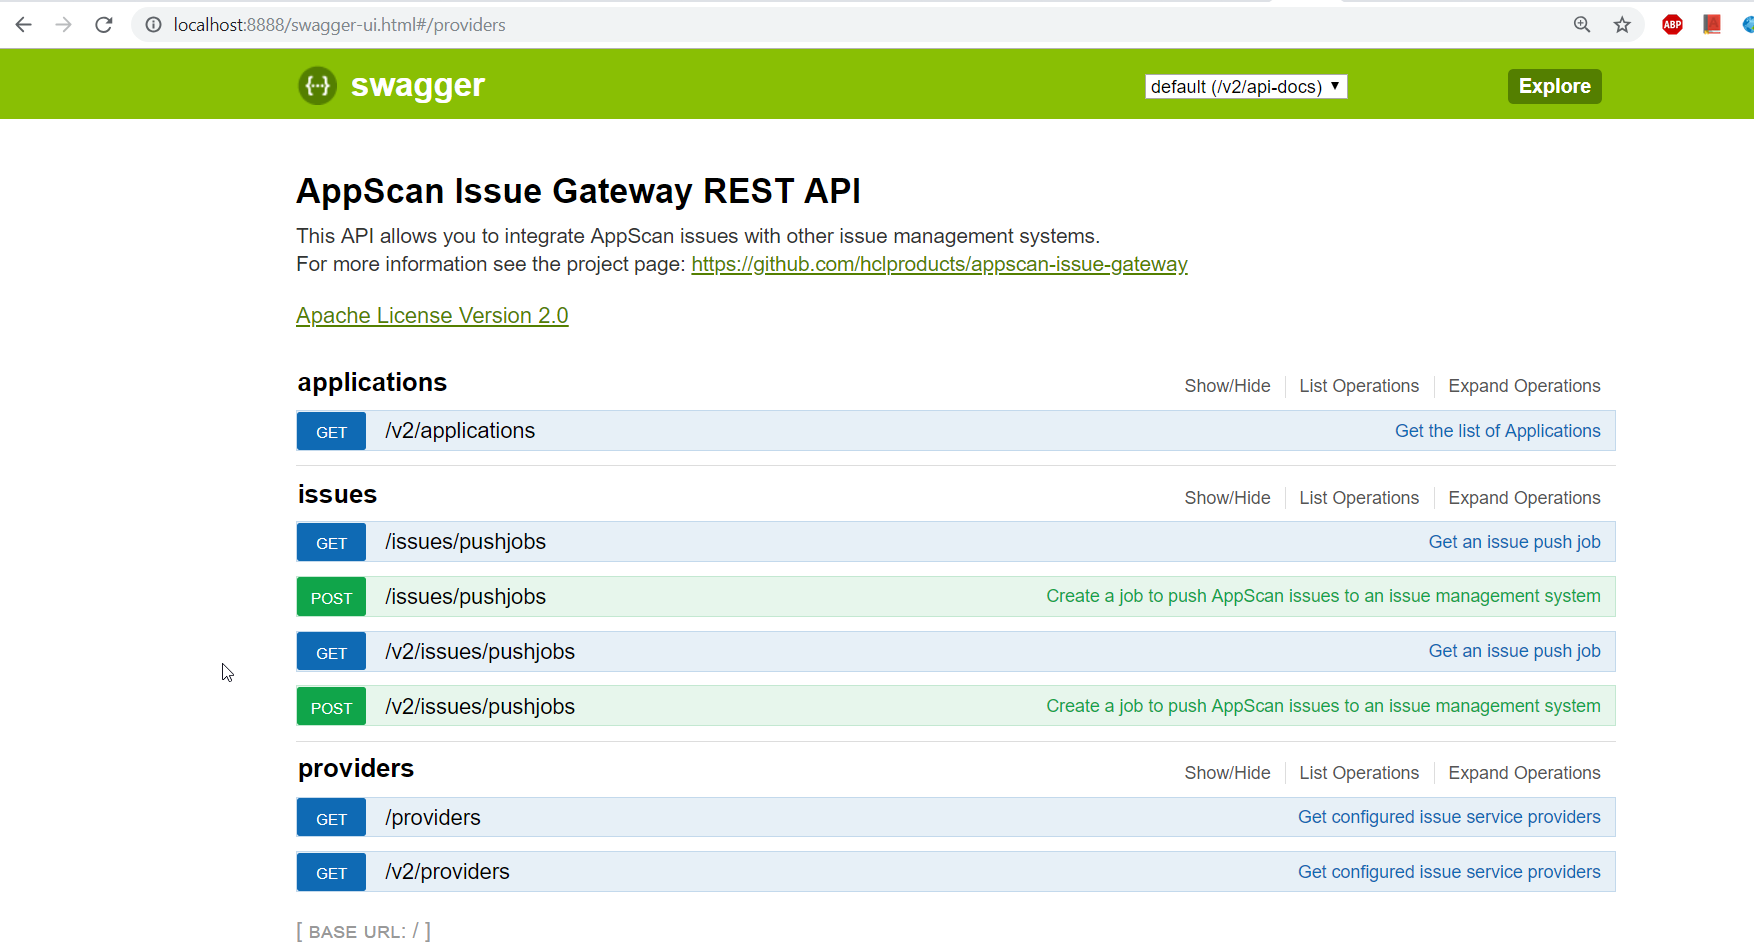 localhost:8888/swagger-ui.html#/providers
ABP
{···} swagger
default (/v2/api-docs)
Explore
AppScan Issue Gateway REST API
This API allows you to integrate AppScan issues with other issue management systems.
For more information see the project page: https://github.com/hclproducts/appscan-issue-gateway
Apache License Version 2.0
applications Show/Hide List Operations Expand Operations
GET /v2/applications Get the list of Applications
issues Show/Hide List Operations Expand Operations
GET /issues/pushjobs Get an issue push job
POST /issues/pushjobs Create a job to push AppScan issues to an issue management system
GET /v2/issues/pushjobs Get an issue push job
POST /v2/issues/pushjobs Create a job to push AppScan issues to an issue management system
providers Show/Hide List Operations Expand Operations
GET /providers Get configured issue service providers
GET /v2/providers Get configured issue service providers
[ BASE URL: / ]